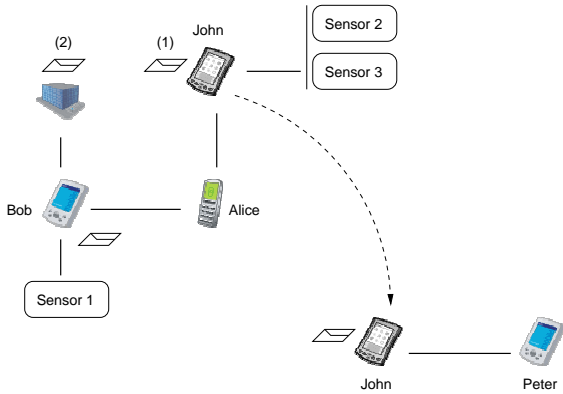 (2)
(1)
John
Sensor 2
Sensor 3
Bob
Alice
Sensor 1
John
Peter